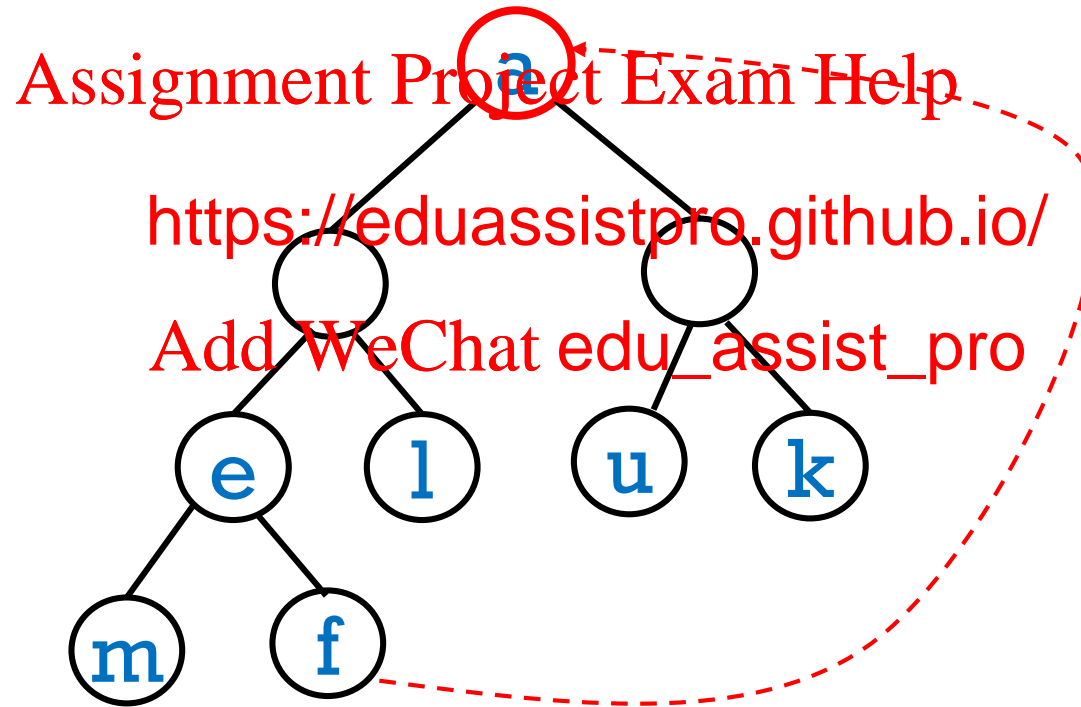 a
Assignment Project Exam Help
https://eduassistpro.github.io/
Add WeChat edu_assist_pro
e l u k
m f